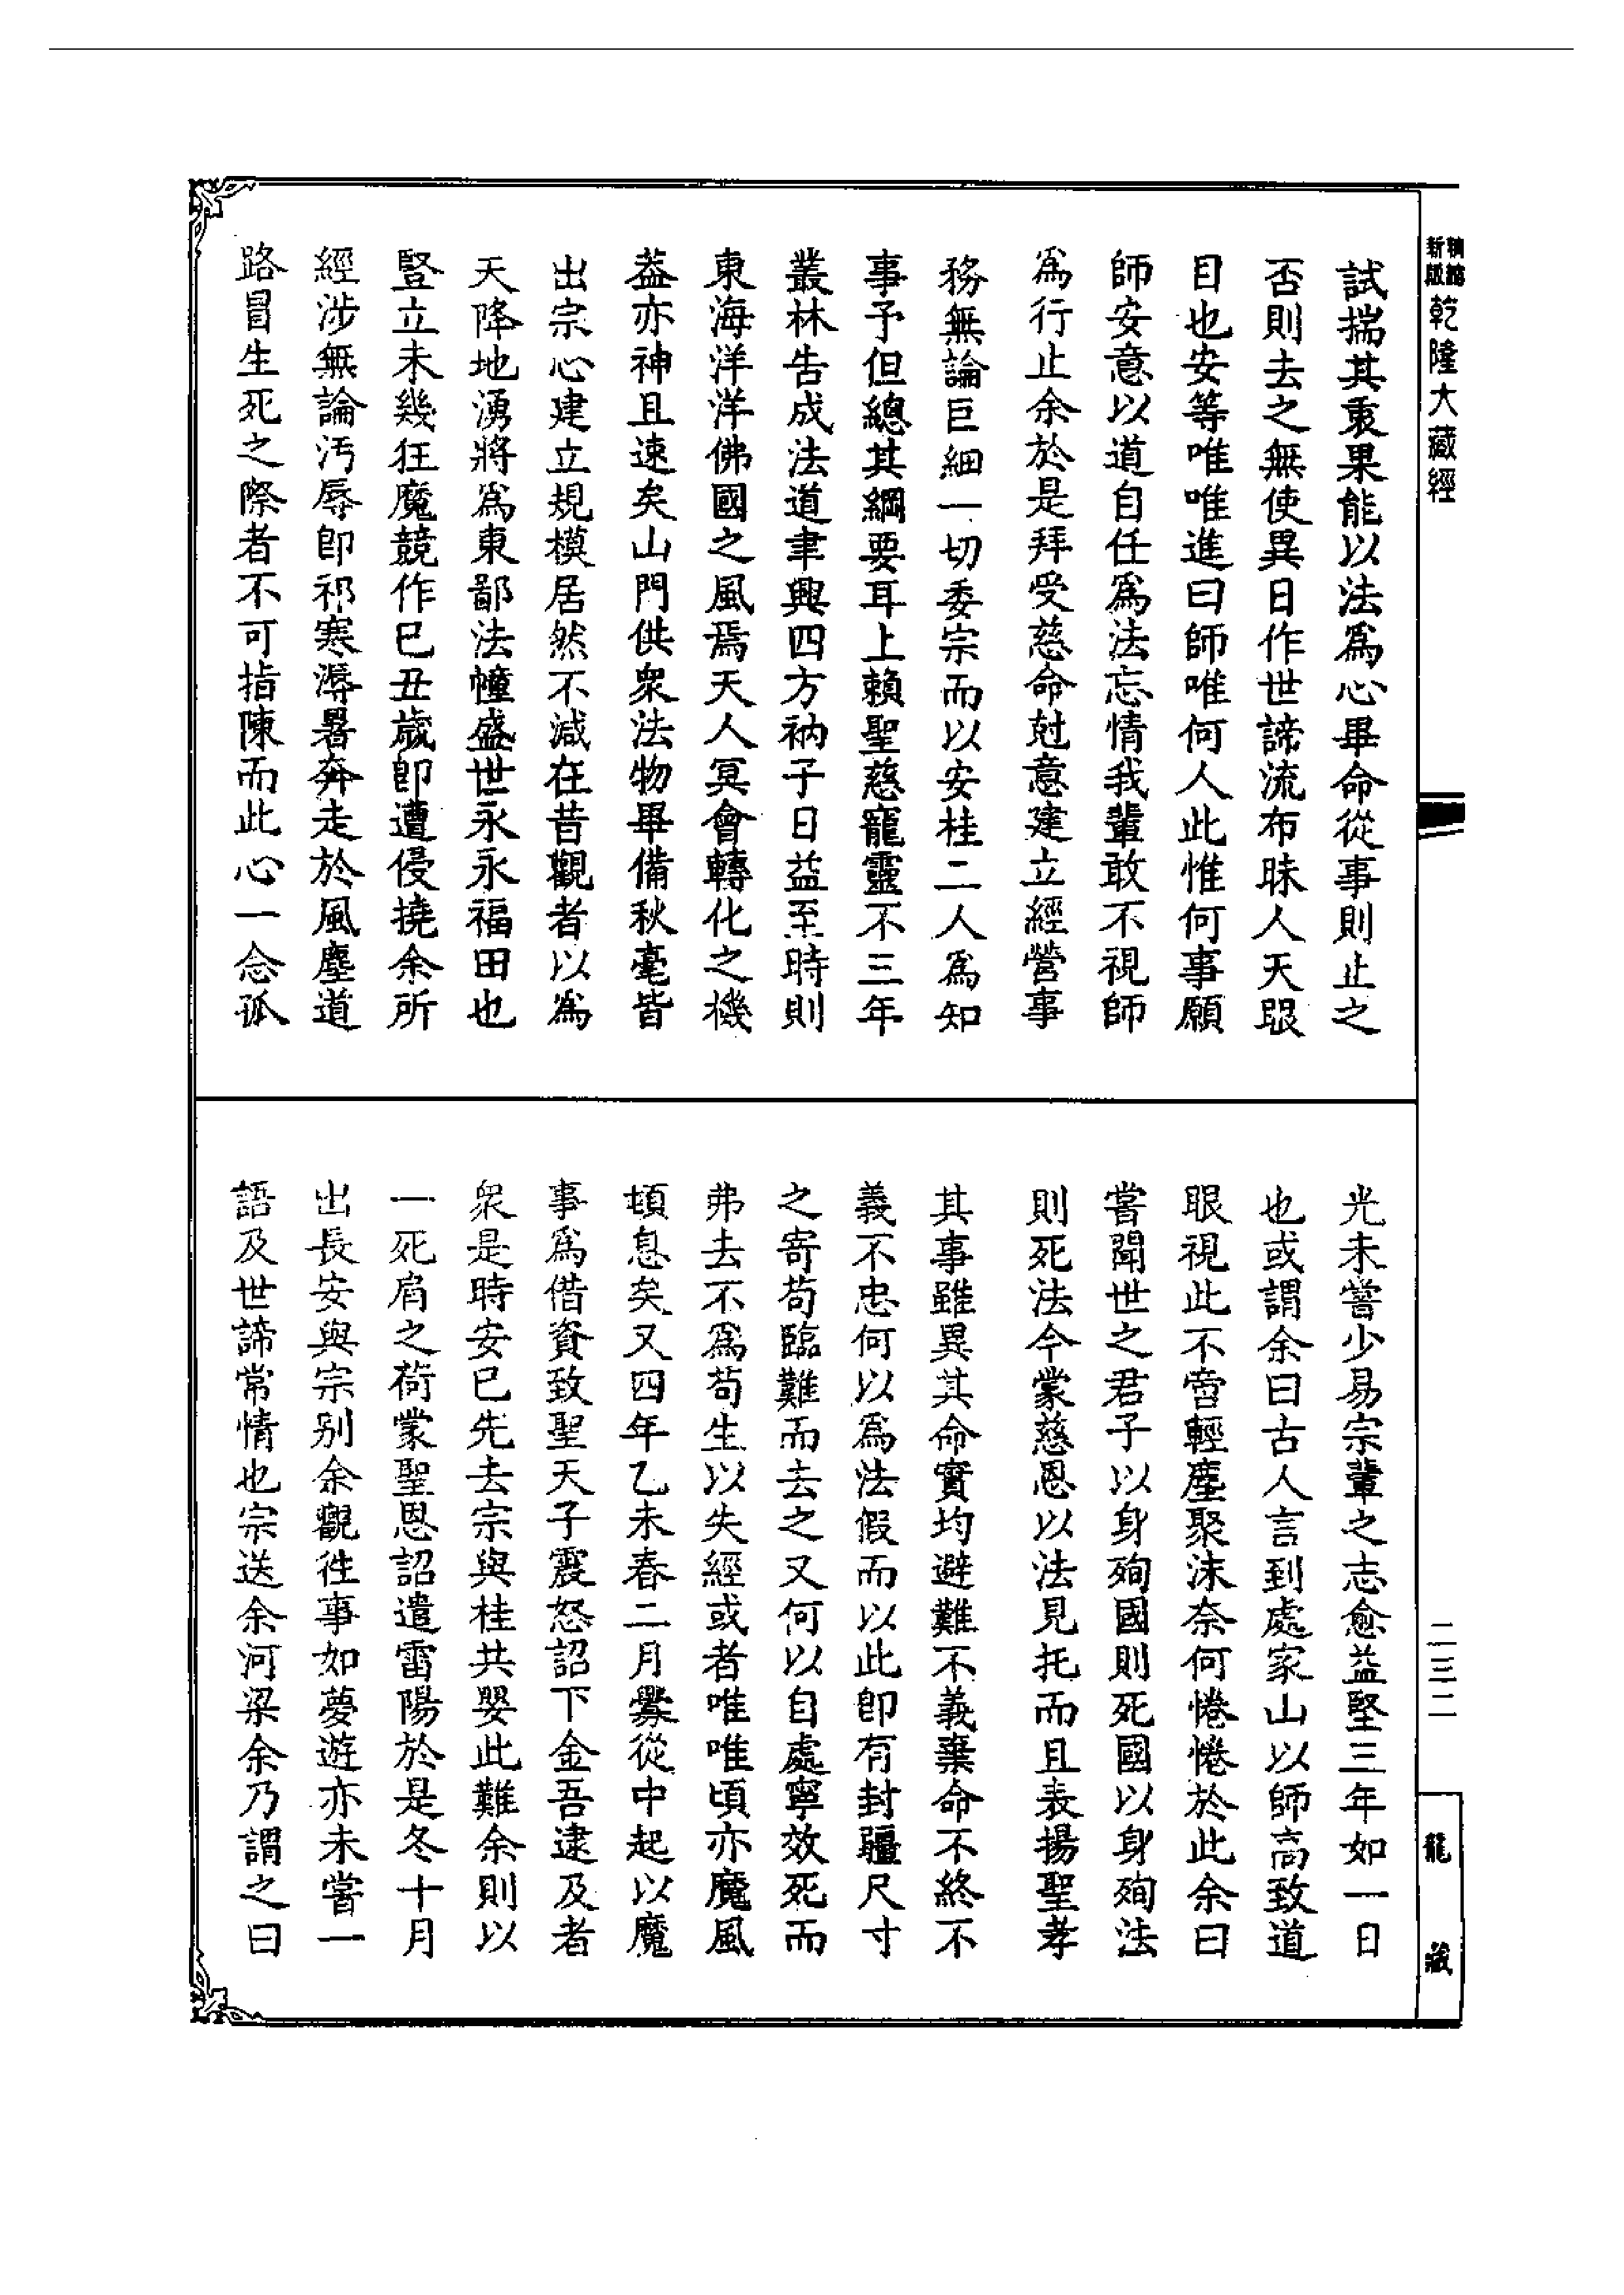 新版
精縮
乾隆大藏經
試揣其衷果能以法爲心畢命從事則止之
否則去之無使異日作世諦流布昧人天眼
目也安等唯唯進曰師唯何人此惟何事願
師安意以道自任爲法忘情我輩敢不視師
爲行止余於是拜受慈命尅意建立經營事
務無論巨細一切委宗而以安桂二人爲知
事予但總其綱要耳上賴聖慈寵靈不三年
叢林告成法道聿興四方衲子日益至時則
東海洋洋佛國之風焉天人冥會轉化之機
葢亦神且速矣山門供衆法物畢備秋毫皆
出宗心建立規模居然不減在昔觀者以爲
天降地湧將爲東鄙法幢盛世永永福田也
豎立未幾狂魔競作巳丑歲卽遭侵撓余所
經涉無論汚辱卽祁寒溽暑奔走於風塵道
路冒生死之際者不可指陳而此心一念孤
光未嘗少易宗輩之志愈益堅三年如一日
也或謂余曰古人言到處家山以師高致道
眼視此不啻輕塵聚沫奈何惓惓於此余曰
嘗聞世之君子以身殉國則死國以身殉法
則死法今蒙慈恩以法見托而且表揚聖孝
其事雖異其命實均避難不義棄命不終不
義不忠何以爲法假而以此卽有封疆尺寸
之寄苟臨難而去之又何以自處寧效死而
弗去不爲苟生以失經或者唯唯頃亦魔風
頓息矣又四年乙未春二月釁從中起以魔
事爲借資致聖天子震怒詔下金吾逮及者
衆是時安已先去宗與桂共嬰此難余則以
一死肩之荷蒙聖恩詔遣雷陽於是冬十月
出長安與宗别余觀徃事如夢遊亦未嘗一
語及世諦常情也宗送余河梁余乃謂之曰
二三二
龍藏